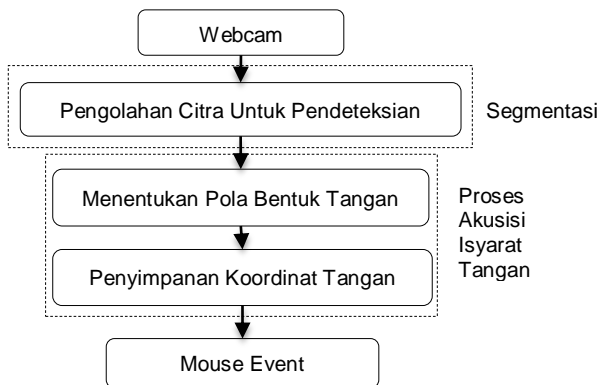 Webcam
Pengolahan Citra Untuk Pendeteksian
Segmentasi
Menentukan Pola Bentuk Tangan
Proses
Akusisi
Isyarat
Tangan
Penyimpanan Koordinat Tangan
Mouse Event